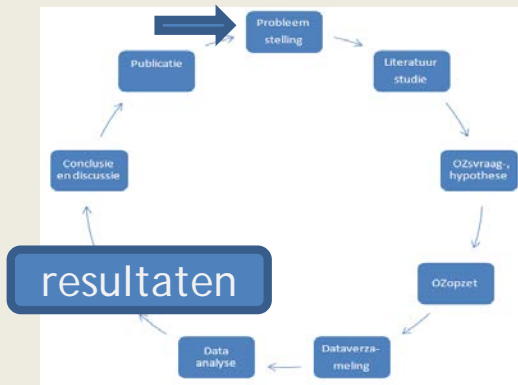 Probleem
stelling
Literatuur
studie
OZsvraag-,
hypothese
OZopzet
Dataverza-
meling
Data
analyse
resultaten
Conclusie
en discussie
Publicatie